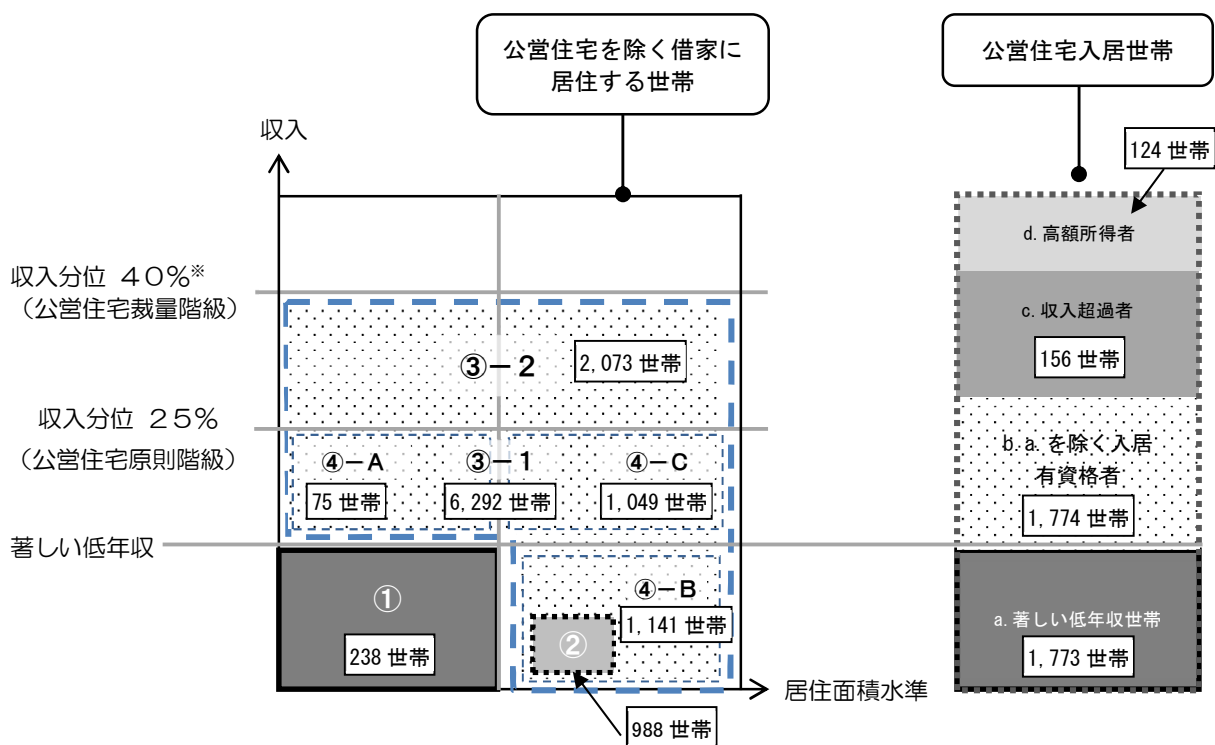 公営住宅を除く借家に
居住する世帯
公営住宅入居世帯
収入
124 世帯
d. 高額所得者
収入分位 40%※
（公営住宅裁量階級）
c. 収入超過者
156 世帯
③－2
2,073 世帯
収入分位 25%
（公営住宅原則階級）
④－A
③－1
④－C
75 世帯
6,292 世帯
1,049 世帯
b. a. を除く入居
有資格者
1,774 世帯
著しい低年収
①
238 世帯
④－B
1,141 世帯
②
a. 著しい低年収世帯
1,773 世帯
居住面積水準
988 世帯